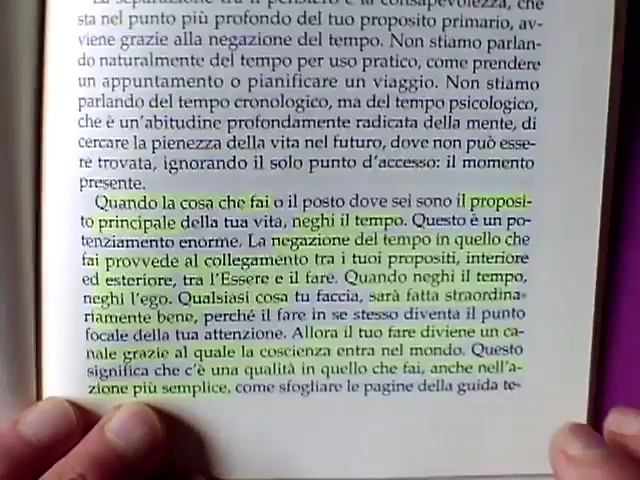 La separazione tra il pensiero e la consapevolezza, che
sta nel punto più profondo del tuo proposito primario, av-
viene grazie alla negazione del tempo. Non stiamo parlan-
do naturalmente del tempo per uso pratico, come prendere
un appuntamento o pianificare un viaggio. Non stiamo
parlando del tempo cronologico, ma del tempo psicologico,
che è un'abitudine profondamente radicata della mente, di
cercare la pienezza della vita nel futuro, dove non può esse-
re trovata, ignorando il solo punto d'accesso: il momento
presente.
Quando la cosa che fai o il posto dove sei sono il proposi-
to principale della tua vita, neghi il tempo. Questo è un po-
tenziamento enorme. La negazione del tempo in quello che
fai provvede al collegamento tra i tuoi propositi, interiore
ed esteriore, tra l'Essere e il fare. Quando neghi il tempo,
neghi l'ego. Qualsiasi cosa tu faccia, sarà fatta straordina-
riamente bene, perché il fare in se stesso diventa il punto
focale della tua attenzione. Allora il tuo fare diviene un ca-
nale grazie al quale la coscienza entra nel mondo. Questo
significa che c'è una qualità in quello che fai, anche nell'a-
zione più semplice, come sfogliare le pagine della guida te-